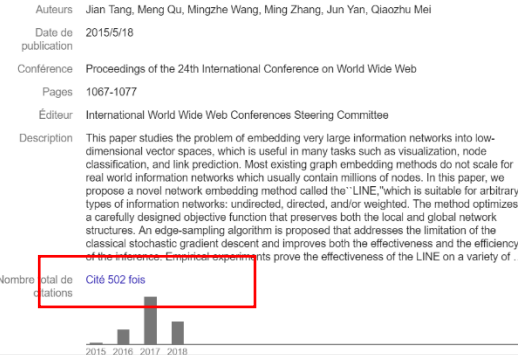 Auteurs Jian Tang, Meng Qu, Mingzhe Wang, Ming Zhang, Jun Yan, Qiaozhu Mei
Date de publication 2015/5/18
Conférence Proceedings of the 24th International Conference on World Wide Web
Pages 1067-1077
Éditeur International World Wide Web Conferences Steering Committee
Description This paper studies the problem of embedding very large information networks into low-
dimensional vector spaces, which is useful in many tasks such as visualization, node
classification, and link prediction. Most existing graph embedding methods do not scale for
real world information networks which usually contain millions of nodes. In this paper, we
propose a novel network embedding method called the``LINE,"which is suitable for arbitrary
types of information networks: undirected, directed, and/or weighted. The method optimizes
a carefully designed objective function that preserves both the local and global network
structures. An edge-sampling algorithm is proposed that addresses the limitation of the
classical stochastic gradient descent and improves both the effectiveness and the efficiency
of the inference. Empirical experiments prove the effectiveness of the LINE on a variety of ..
Nombre total de citations Cité 502 fois
2015 2016 2017 2018